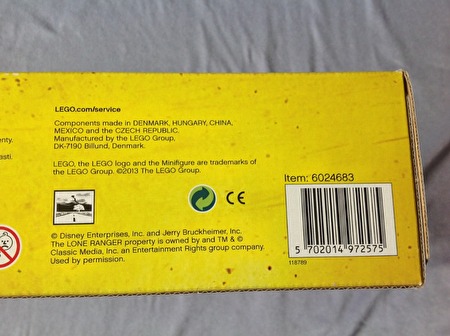 LEGO.com/service
Components made in DENMARK, HUNGARY, CHINA,
MEXICO and the CZECH REPUBLIC.
Manufactured by the LEGO Group,
DK-7190 Billund, Denmark.
enty.
asti.
LEGO, the LEGO logo and the Minifigure are trademarks of
the LEGO Group. ©2013 The LEGO Group.
Item: 6024683
CE
© Disney Enterprises, Inc. and Jerry Bruckheimer, Inc.
The LONE RANGER property is owned by and TM & ©
Classic Media, Inc, an Entertainment Rights group company.
Used by permission.
5 702014 972575
118789